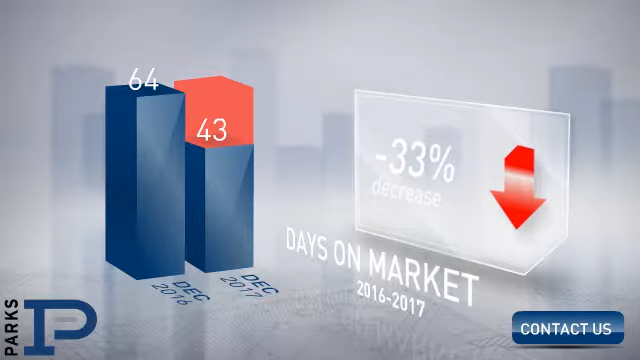 64
43
-33%
decrease
DEC
2016
DEC
2017
DAYS ON MARKET
2016-2017
PARKS
P
CONTACT US